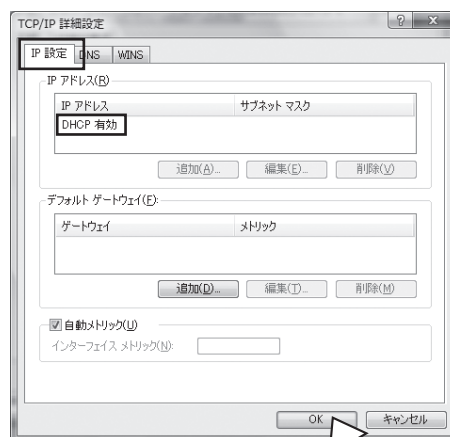 TCP/IP 詳細設定
IP 設定 DNS WINS
IP アドレス(R)
IP アドレス サブネット マスク
DHCP 有効
追加(A)... 編集(E)... 削除(V)
デフォルト ゲートウェイ(F):
ゲートウェイ メトリック
追加(D)... 編集(T)... 削除(M)
自動メトリック(U)
インターフェイス メトリック(N):
OK キャンセル